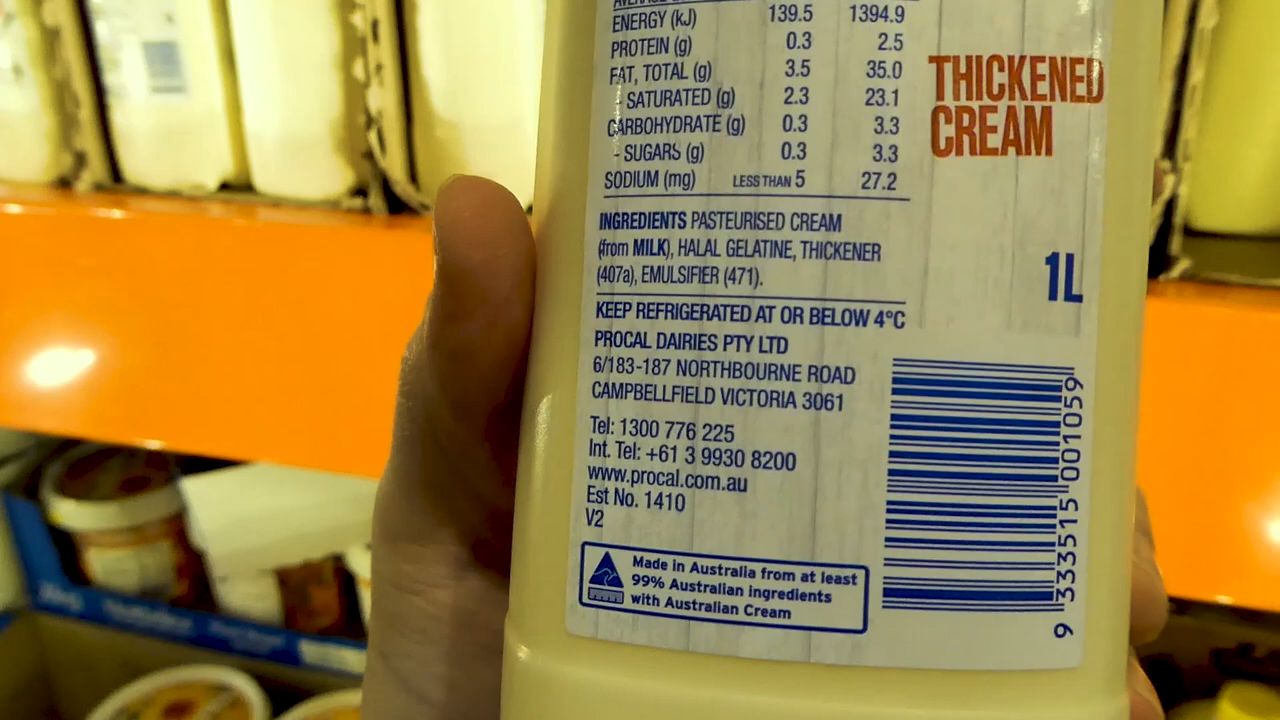 ENERGY (kJ) 139.5 1394.9
PROTEIN (g) 0.3 2.5
FAT, TOTAL (g) 3.5 35.0
- SATURATED (g) 2.3 23.1
CARBOHYDRATE (g) 0.3 3.3
- SUGARS (g) 0.3 3.3
SODIUM (mg) LESS THAN 5 27.2
INGREDIENTS PASTEURISED CREAM
(from MILK), HALAL GELATINE, THICKENER
(407a), EMULSIFIER (471).
KEEP REFRIGERATED AT OR BELOW 4°C
PROCAL DAIRIES PTY LTD
6/183-187 NORTHBOURNE ROAD
CAMPBELLFIELD VICTORIA 3061
Tel: 1300 776 225
Int. Tel: +61 3 9930 8200
www.procal.com.au
Est No. 1410
V2
Made in Australia from at least
99% Australian ingredients
with Australian Cream
THICKENED
CREAM
1L
9 333515 001059